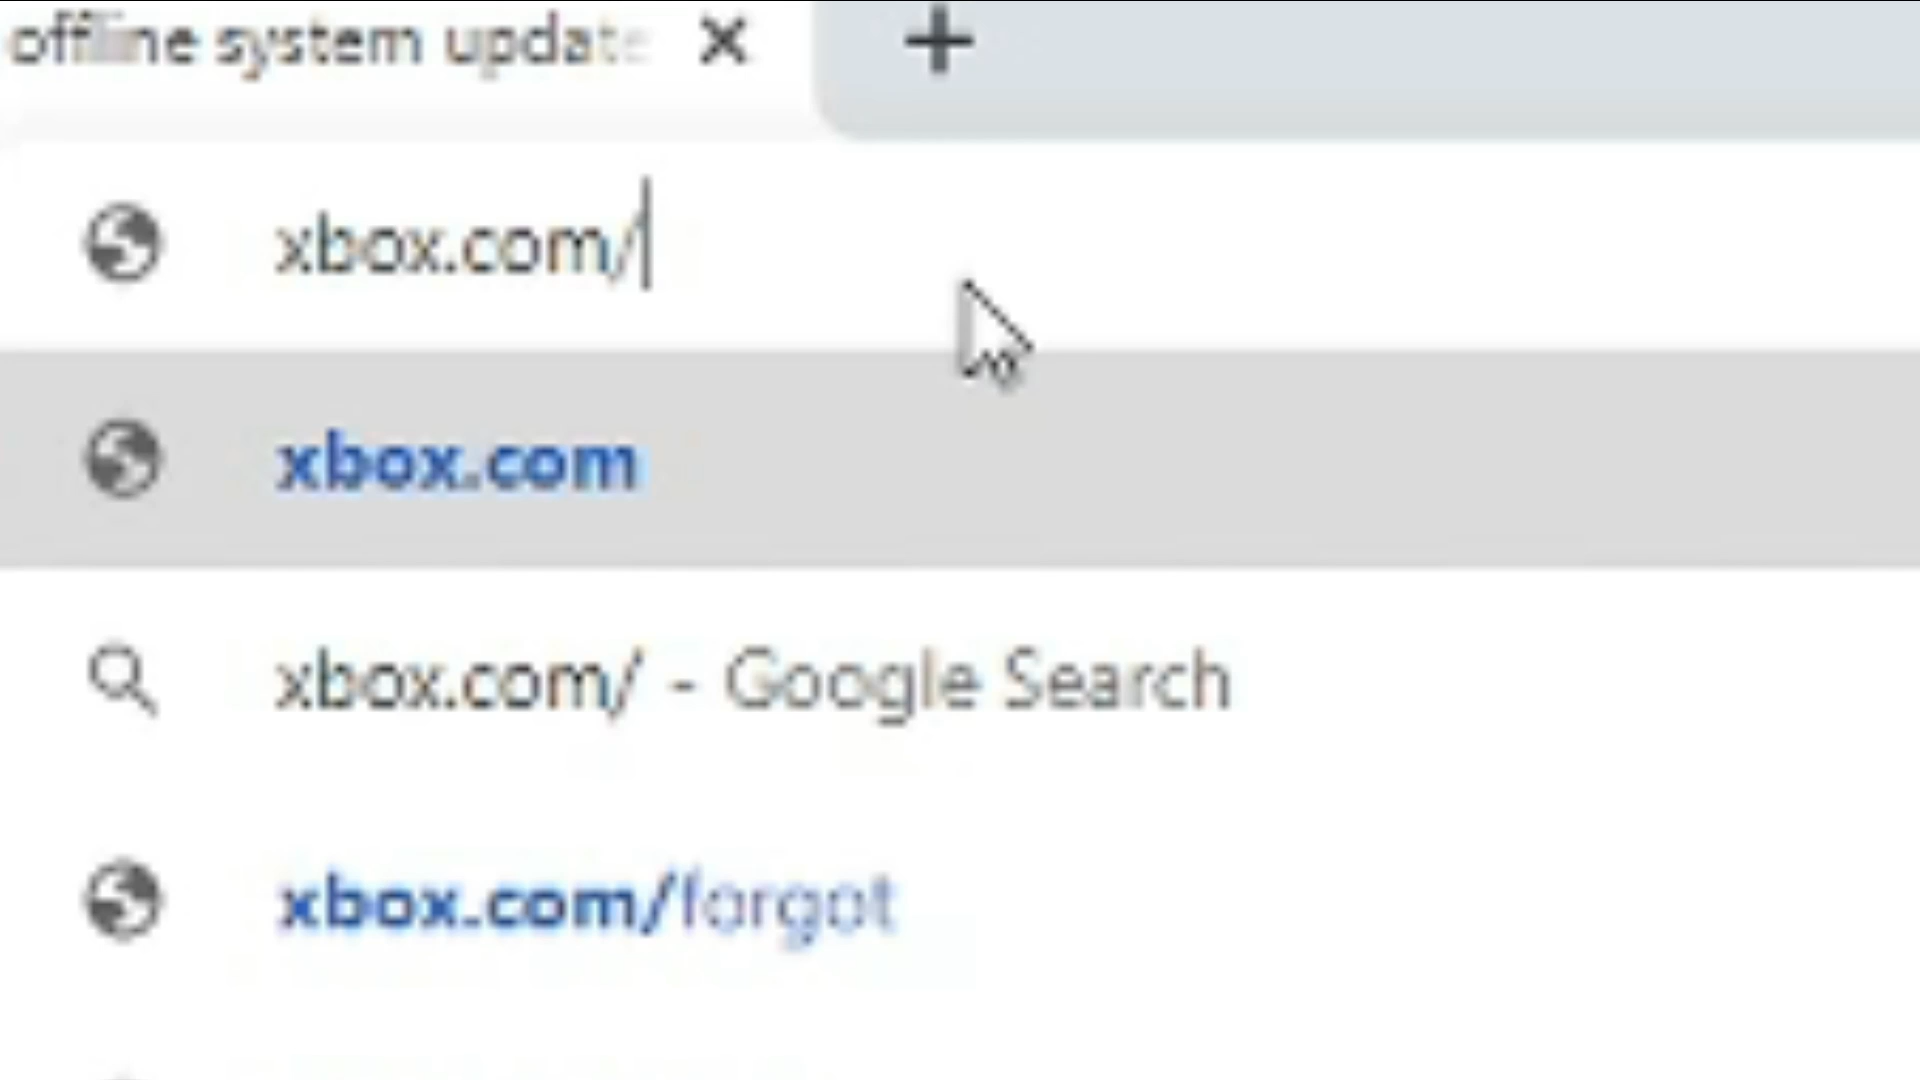 offline system update
xbox.com/
xbox.com
xbox.com/ - Google Search
xbox.com/forgot